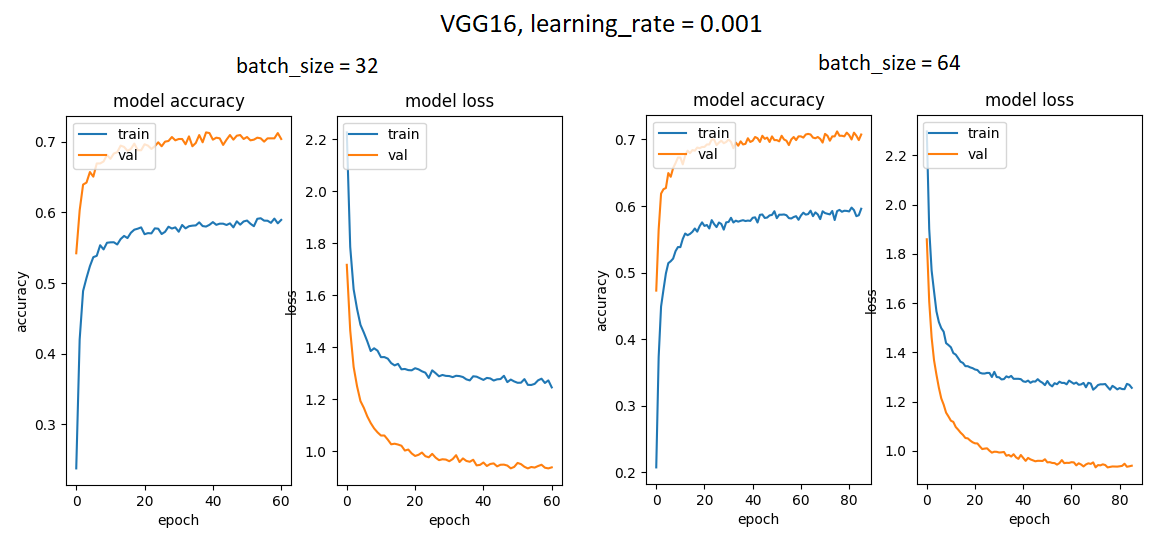 VGG16, learning_rate = 0.001
batch_size = 32
model accuracy
train
val
0.7
0.6
0.5
0.4
0.3
accuracy
0
20
40
60
epoch
model loss
train
val
2.2
2.0
1.8
1.6
1.4
1.2
1.0
loss
0
20
40
60
epoch
batch_size = 64
model accuracy
train
val
0.7
0.6
0.5
0.4
0.3
0.2
accuracy
0
20
40
60
80
epoch
model loss
train
val
2.2
2.0
1.8
1.6
1.4
1.2
1.0
loss
0
20
40
60
80
epoch